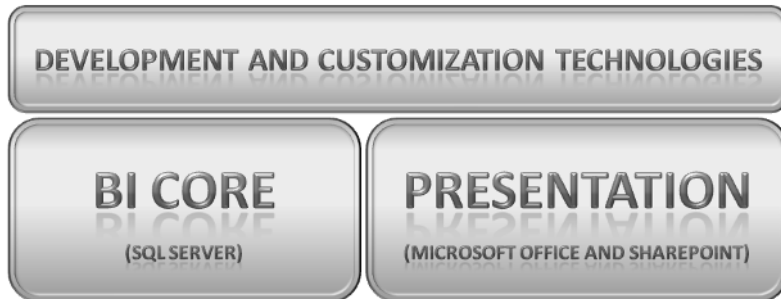 DEVELOPMENT AND CUSTOMIZATION TECHNOLOGIES
BI CORE
(SQL SERVER)
PRESENTATION
(MICROSOFT OFFICE AND SHAREPOINT)